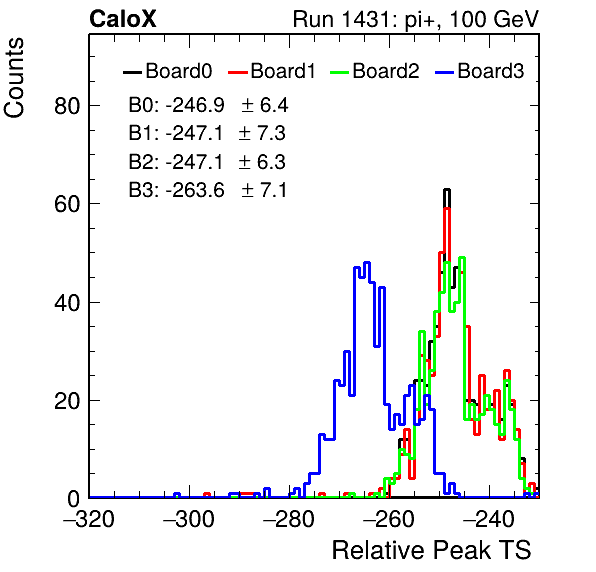 CaloX Run 1431: pi+, 100 GeV
Counts
Board0 Board1 Board2 Board3
B0: -246.9 ± 6.4
B1: -247.1 ± 7.3
B2: -247.1 ± 6.3
B3: -263.6 ± 7.1
80
60
40
20
0
−320 −300 −280 −260 −240
Relative Peak TS